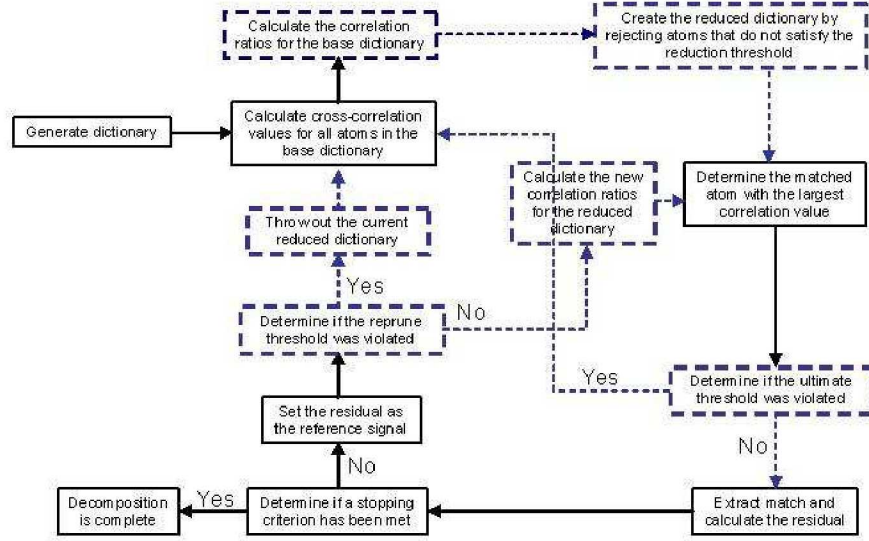 Calculate the correlation
ratios for the base dictionary
Create the reduced dictionary by
rejecting atoms that do not satisfy the
reduction threshold
Generate dictionary
Calculate cross-correlation
values for all atoms in the
base dictionary
Calculate the new
correlation ratios
for the reduced
dictionary
Determine the matched
atom with the largest
correlation value
Throwout the current
reduced dictionary
Yes
No
Determine if the reprune
threshold was violated
Yes
Determine if the ultimate
threshold was violated
Set the residual as
the reference signal
No
No
Decomposition
is complete
Yes
Determine if a stopping
criterion has been met
Extract match and
calculate the residual